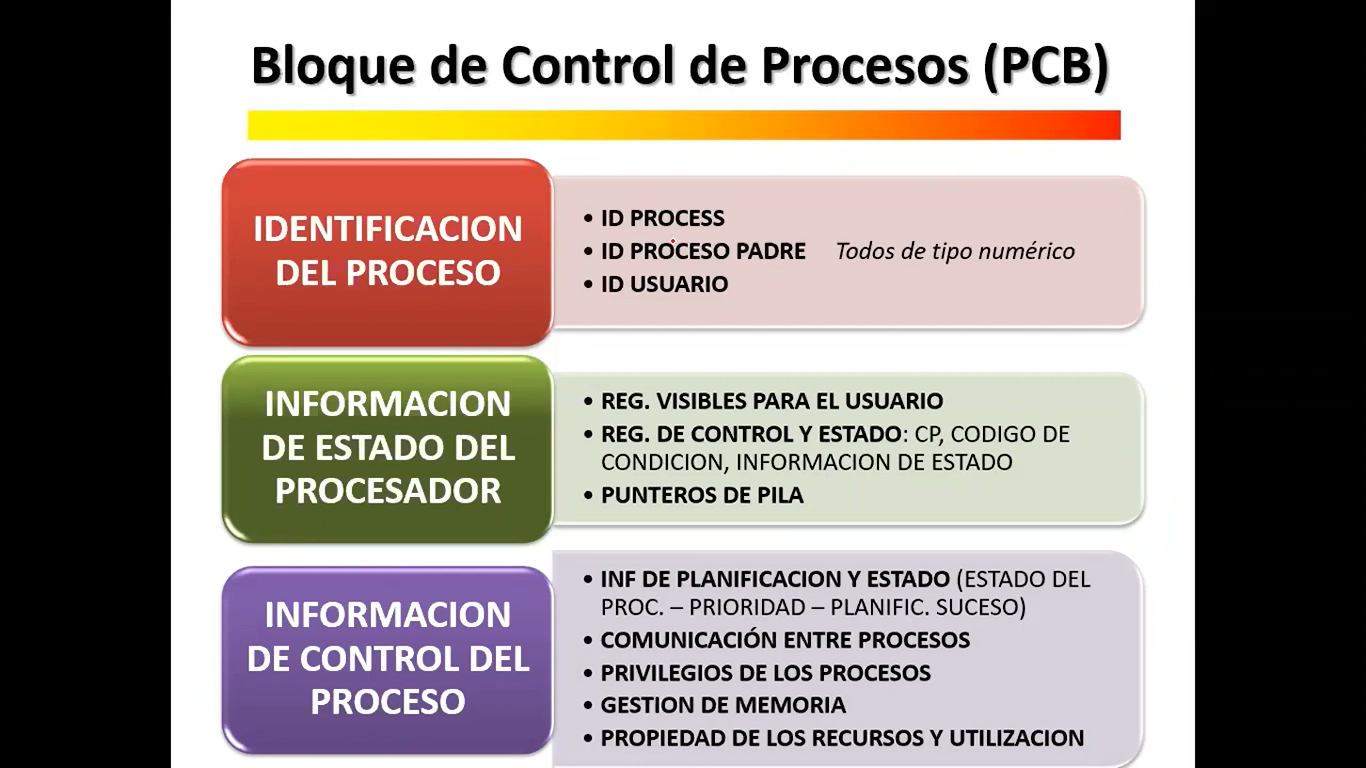 Bloque de Control de Procesos (PCB)
IDENTIFICACION
DEL PROCESO
• ID PROCESS
• ID PROCESO PADRE Todos de tipo numérico
• ID USUARIO
INFORMACION
DE ESTADO DEL
PROCESADOR
• REG. VISIBLES PARA EL USUARIO
• REG. DE CONTROL Y ESTADO: CP, CODIGO DE
CONDICION, INFORMACION DE ESTADO
• PUNTEROS DE PILA
INFORMACION
DE CONTROL DEL
PROCESO
• INF DE PLANIFICACION Y ESTADO (ESTADO DEL
PROC. – PRIORIDAD – PLANIFIC. SUCESO)
• COMUNICACIÓN ENTRE PROCESOS
• PRIVILEGIOS DE LOS PROCESOS
• GESTION DE MEMORIA
• PROPIEDAD DE LOS RECURSOS Y UTILIZACION